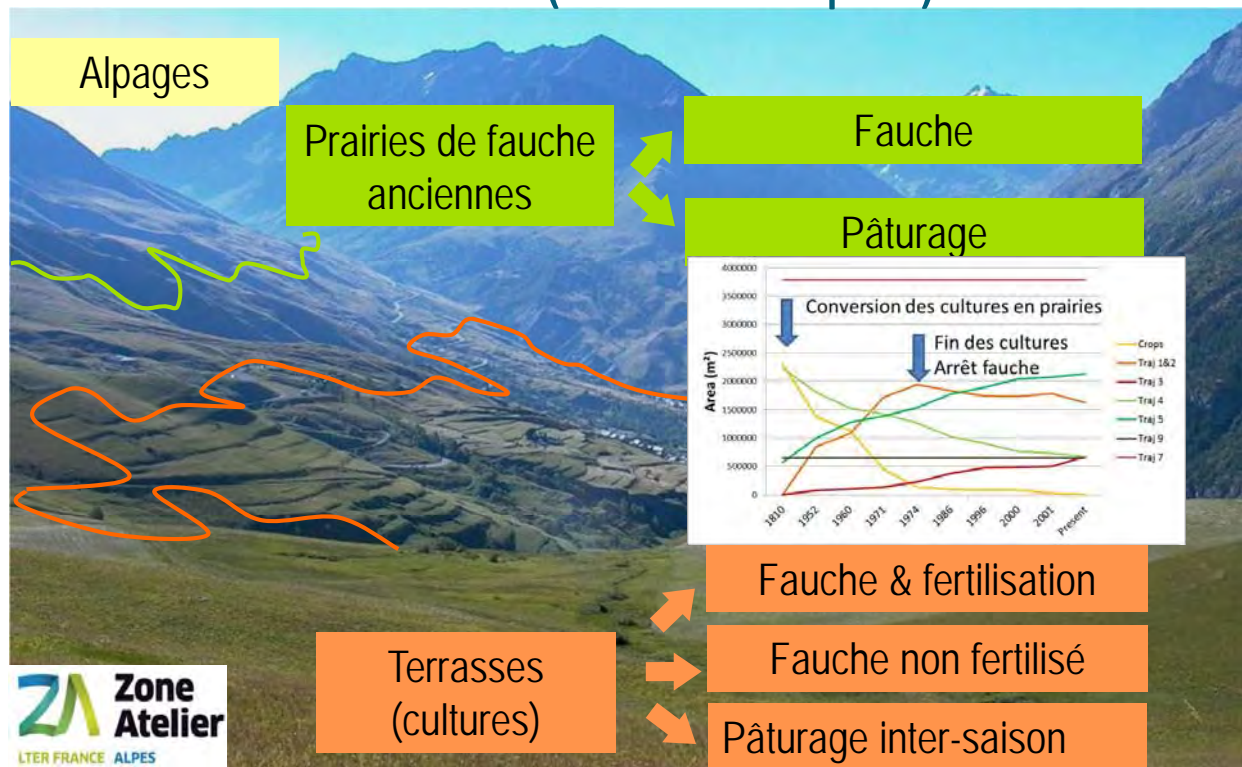 Alpages
Prairies de fauche
anciennes
Fauche
Pâturage
4000000
3500000
3000000
2500000
2000000
1500000
1000000
500000
0
Area (m²)
Conversion des cultures en prairies
Fin des cultures
Arrêt fauche
Crops
Traj 1&2
Traj 3
Traj 4
Traj 5
Traj 9
Traj 7
1810
1952
1960
1971
1974
1986
1996
2000
2001
Present
Fauche & fertilisation
Terrasses
(cultures)
Fauche non fertilisé
Pâturage inter-saison
ZA Zone
Atelier
LTER FRANCE ALPES